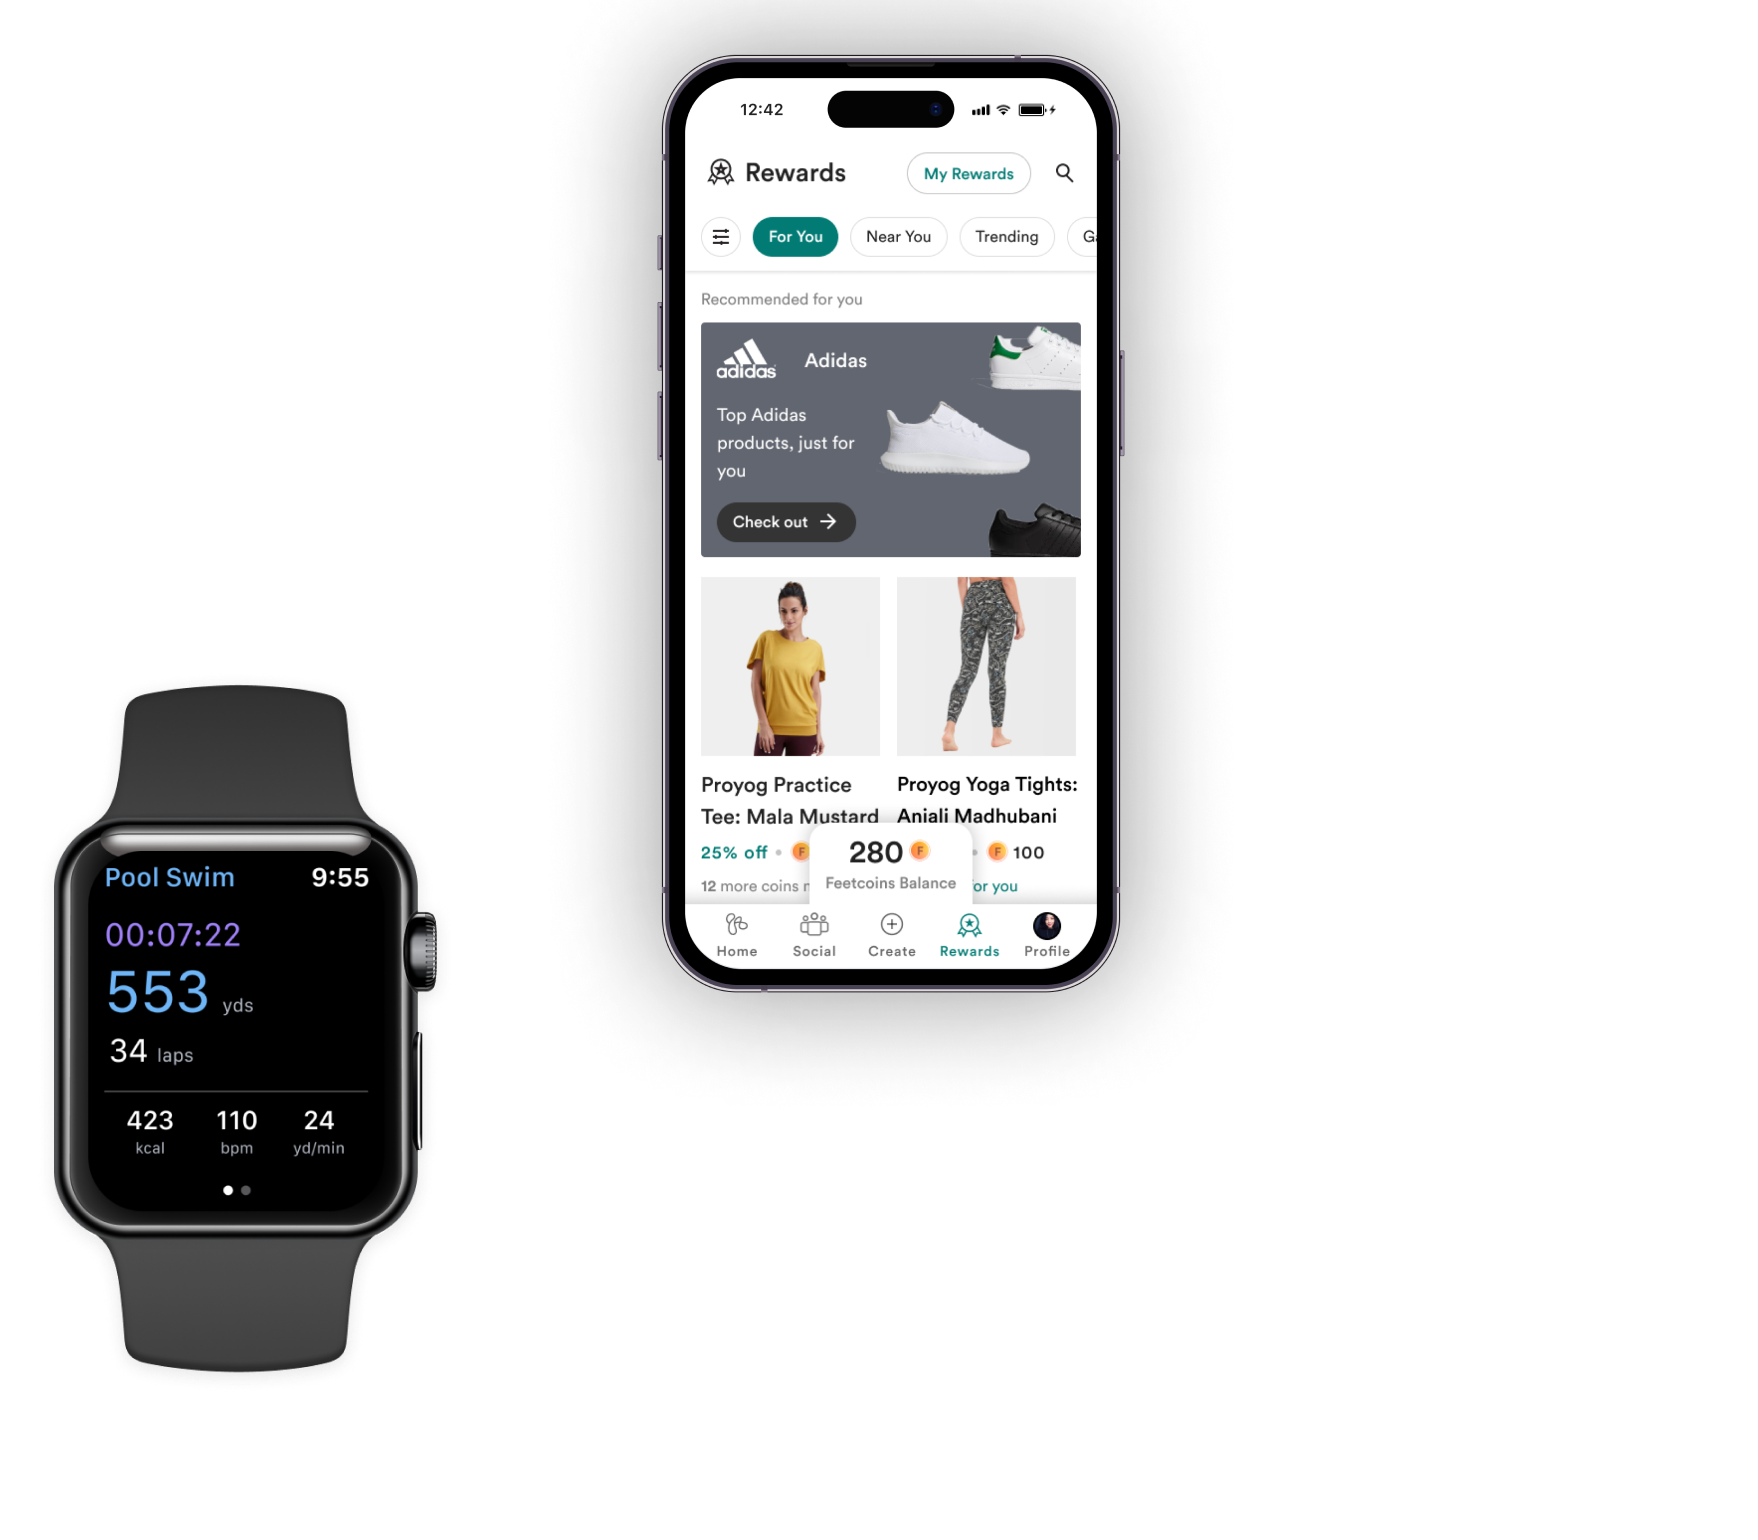 12:42
Rewards
My Rewards
For You
Near You
Trending
Recommended for you
adidas
Adidas
Top Adidas
products, just for
you
Check out
Proyog Practice
Tee: Mala Mustard
Proyog Yoga Tights:
Anjali Madhubani
25% off
F
280 F
F 100
12 more coins
Feetcoins Balance
for you
Home
Social
Create
Rewards
Profile
Pool Swim
9:55
00:07:22
553 yds
34 laps
423
110
24
kcal
bpm
yd/min